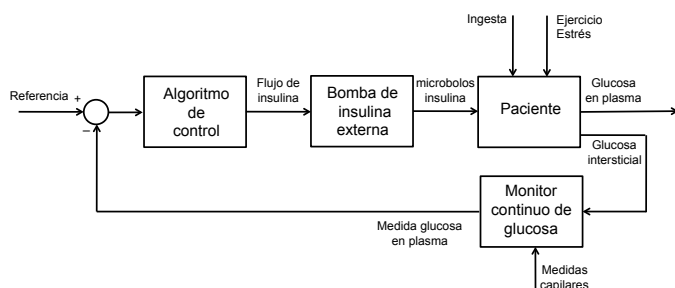 Ingesta
Ejercicio
Estrés
Referencia
+
−
Algoritmo
de
control
Flujo de
insulina
Bomba de
insulina
externa
microbolos
insulina
Paciente
Glucosa
en plasma
Glucosa
intersticial
Monitor
continuo de
glucosa
Medida glucosa
en plasma
Medidas
capilares